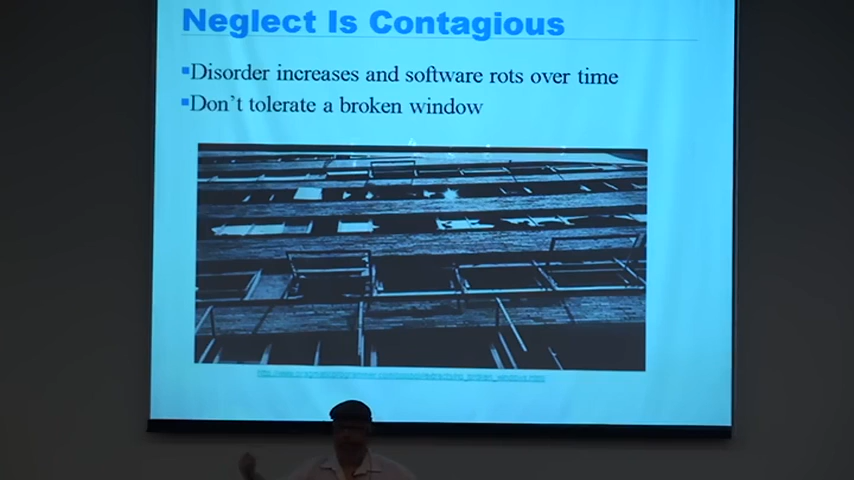 Neglect Is Contagious
▪Disorder increases and software rots over time
▪Don't tolerate a broken window